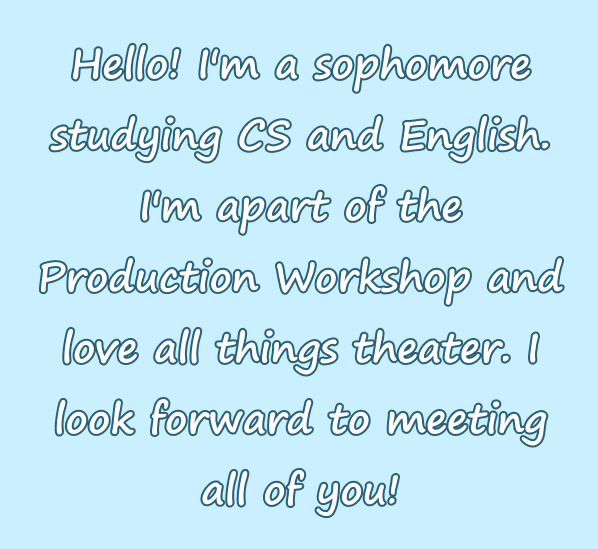 Hello! I'm a sophomore
studying CS and English.
I'm apart of the
Production Workshop and
love all things theater. I
look forward to meeting
all of you!